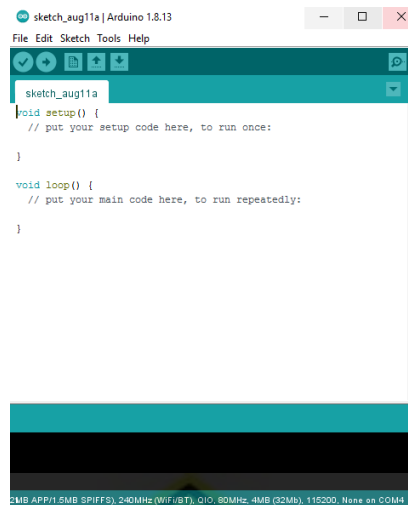 sketch_aug11a | Arduino 1.8.13
File Edit Sketch Tools Help
sketch_aug11a
void setup() {
// put your setup code here, to run once:
}
void loop() {
// put your main code here, to run repeatedly:
}
2MB APP/1.5MB SPIFFS), 240MHz (WiFi/BT), QIO, 80MHz, 4MB (32Mb), 115200, None on COM4